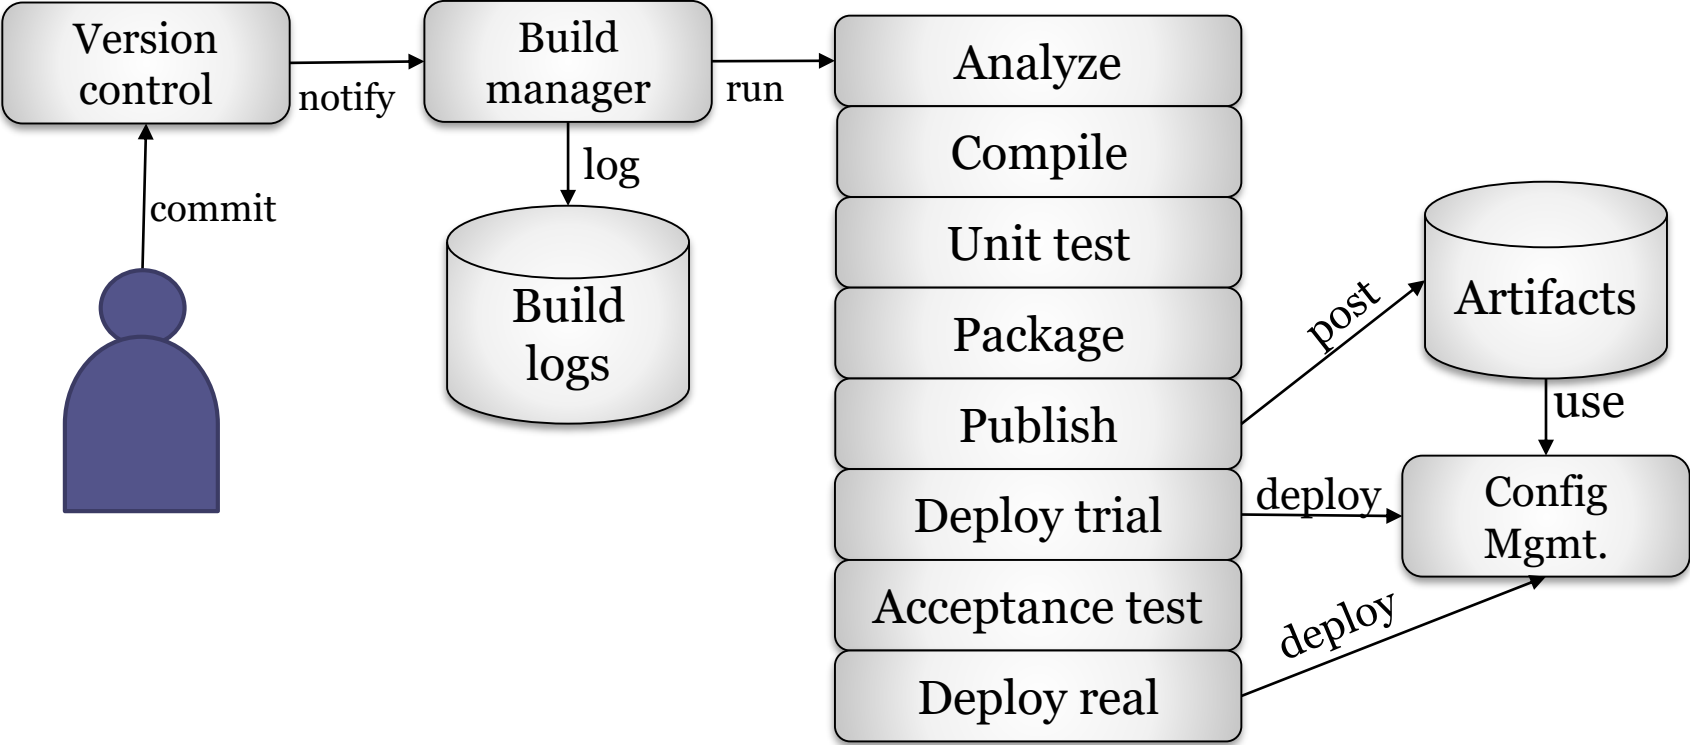 Version
control
notify
Build
manager
run
commit
log
Build
logs
Analyze
Compile
Unit test
Package
Publish
Deploy trial
Acceptance test
Deploy real
post
Artifacts
use
deploy
Config
Mgmt.
deploy